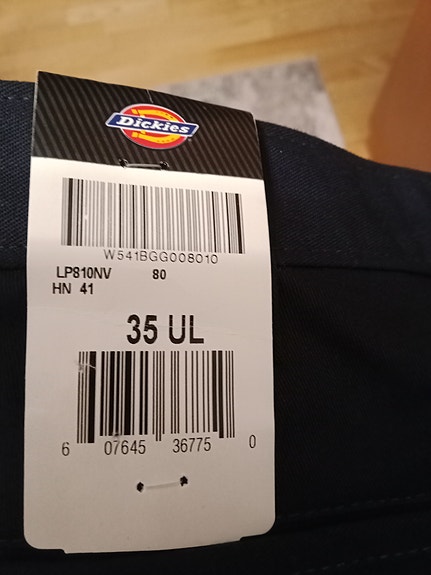 Dickies
W541BGG008010
LP810NV 80
HN 41
35 UL
6 07645 36775 0